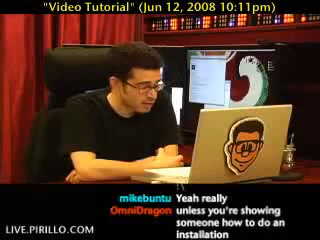 "Video Tutorial" (Jun 12, 2008 10:11pm)
mikebuntu Yeah really
OmniDragon unless you're showing
someone how to do an
LIVE.PIRILLO.COM installation